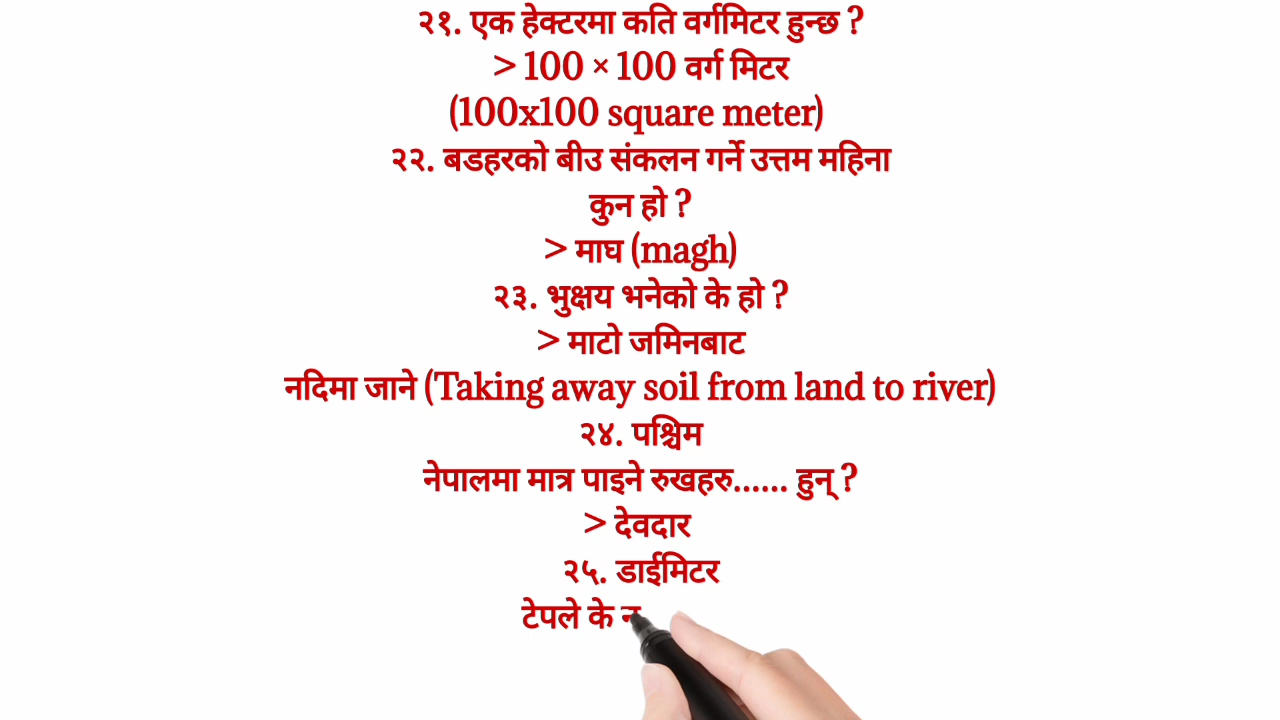 २१. एक हेक्टरमा कति वर्गमिटर हुन्छ ?
> 100 × 100 वर्ग मिटर
(100x100 square meter)
२२. बडहरको बीउ संकलन गर्ने उत्तम महिना
कुन हो ?
> माघ (magh)
२३. भुक्षय भनेको के हो ?
> माटो जमिनबाट
नदिमा जाने (Taking away soil from land to river)
२४. पश्चिम
नेपालमा मात्र पाइने रुखहरु...... हुन् ?
> देवदार
२५. डाईमिटर
टेपले के